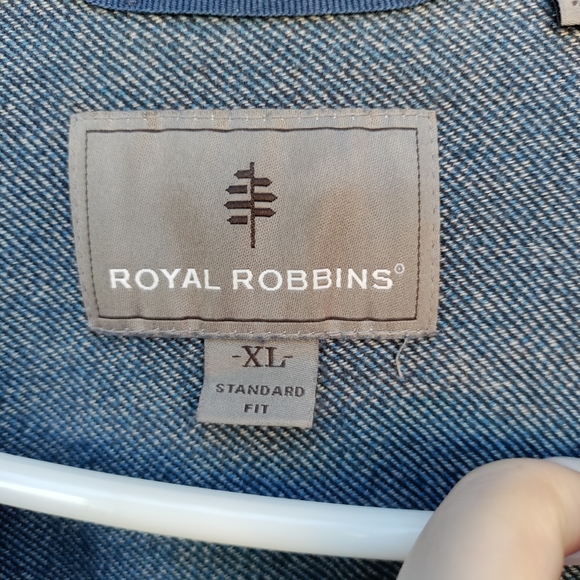 ROYAL ROBBINS®
-XL-
STANDARD
FIT